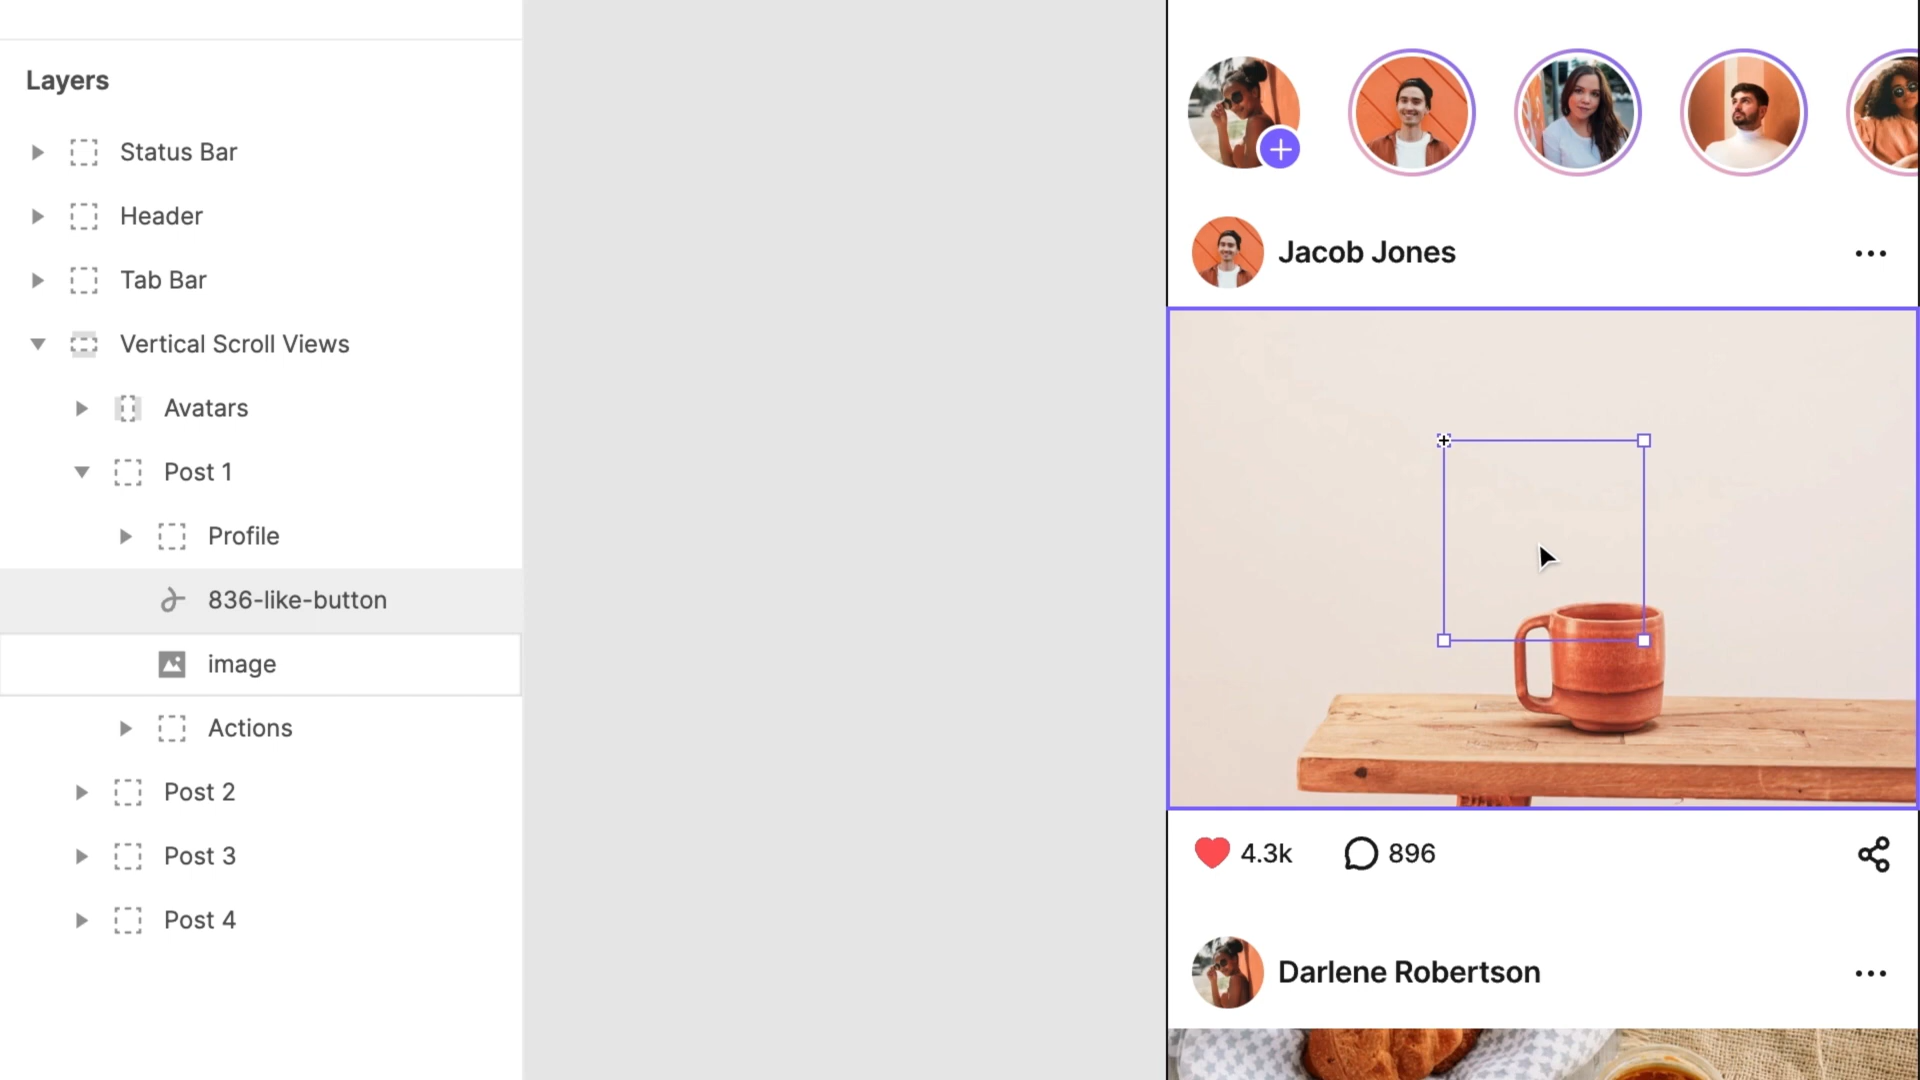 Layers
Status Bar
Header
Tab Bar
Vertical Scroll Views
Avatars
Post 1
Profile
836-like-button
image
Actions
Post 2
Post 3
Post 4
Jacob Jones
4.3k
896
Darlene Robertson